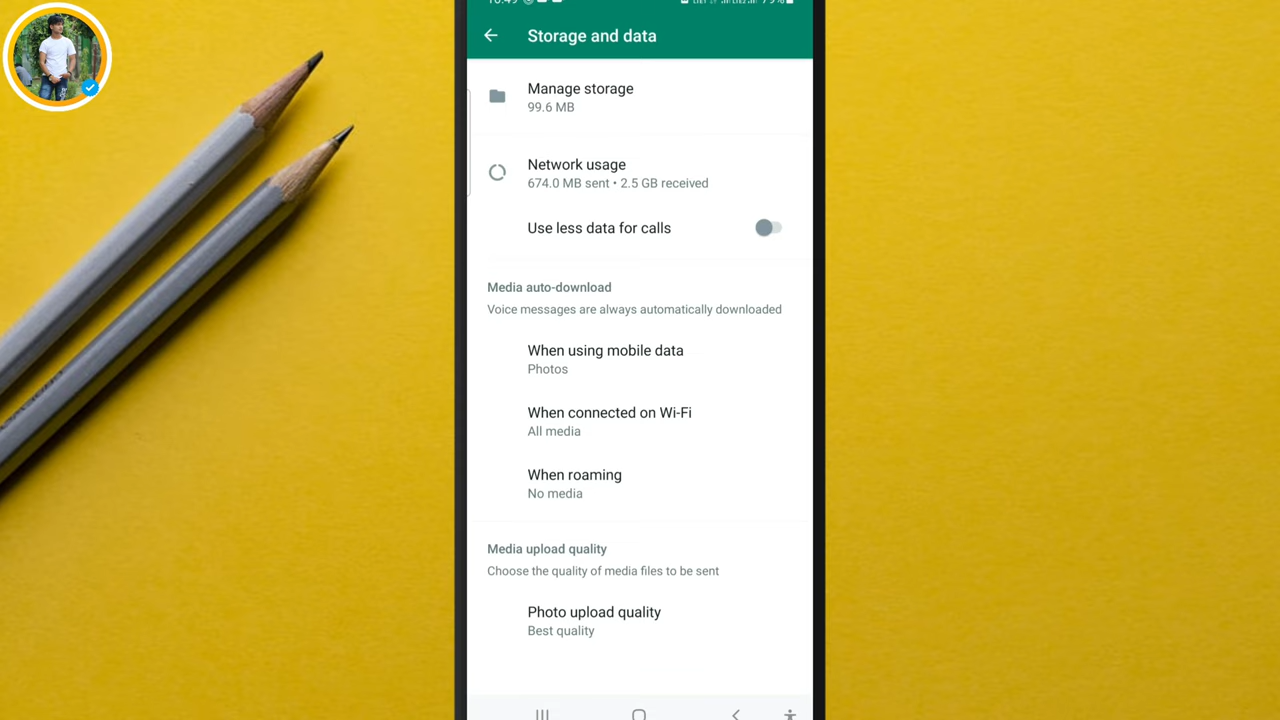 Storage and data
Manage storage
99.6 MB
Network usage
674.0 MB sent • 2.5 GB received
Use less data for calls
Media auto-download
Voice messages are always automatically downloaded
When using mobile data
Photos
When connected on Wi-Fi
All media
When roaming
No media
Media upload quality
Choose the quality of media files to be sent
Photo upload quality
Best quality